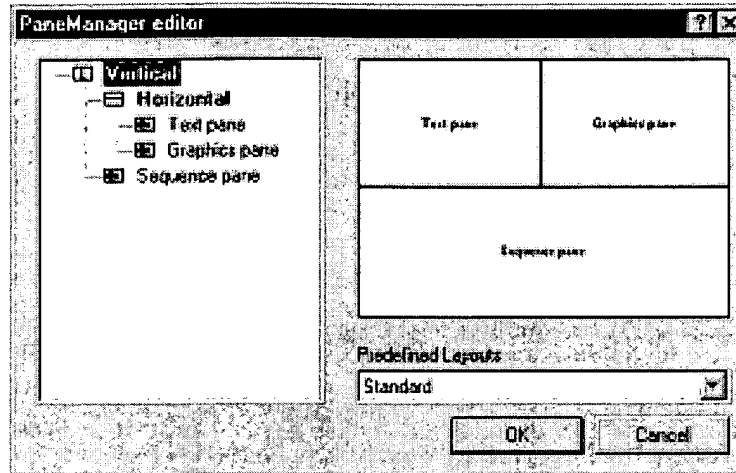 PaneManager editor
Vertical
Horizontal
Text pane
Graphics pane
Sequence pane
Text pane
Graphics pane
Sequence pane
Predefined Layouts
Standard
OK
Cancel